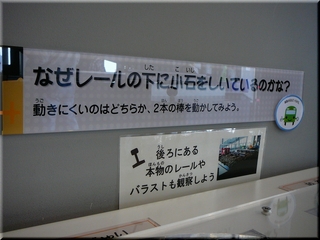 なぜレールの下に小石をしいているのかな？
動きにくいのはどちらか、2本の棒を動かしてみよう。
後ろにある
本物のレールや
バラストも観察しよう